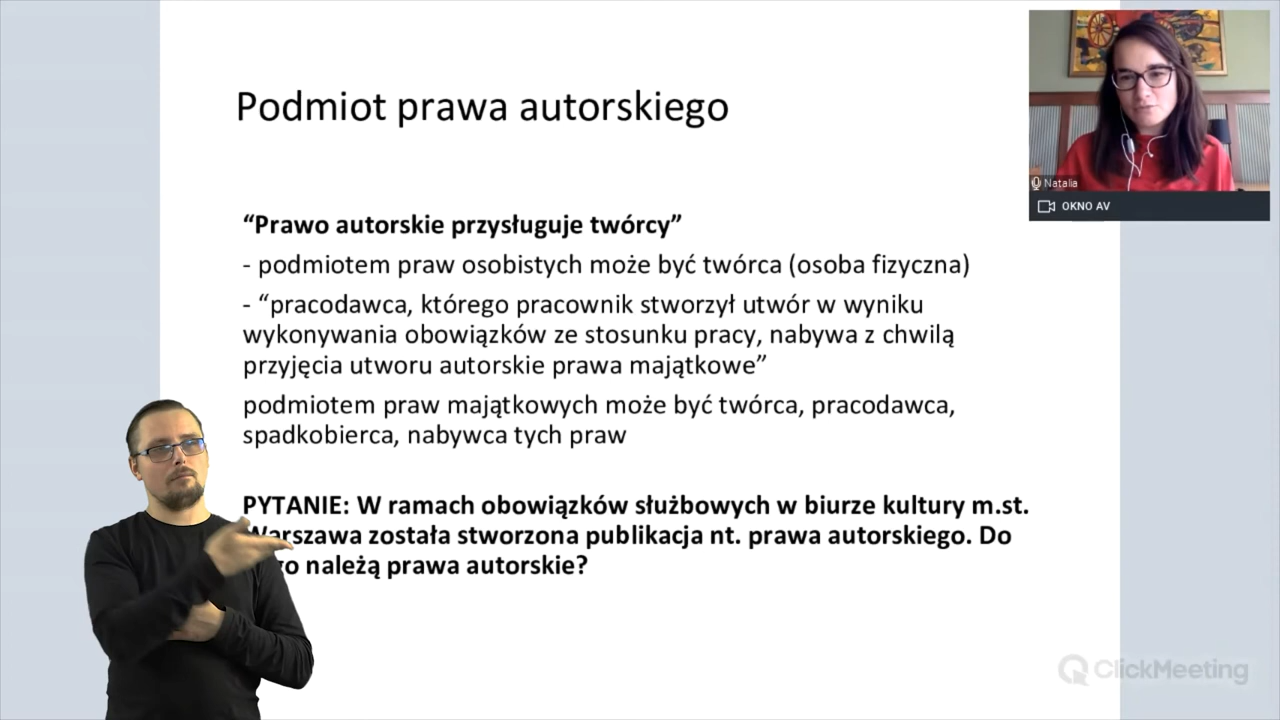 Podmiot prawa autorskiego
“Prawo autorskie przysługuje twórcy”
- podmiotem praw osobistych może być twórca (osoba fizyczna)
- “pracodawca, którego pracownik stworzył utwór w wyniku
wykonywania obowiązków ze stosunku pracy, nabywa z chwilą
przyjęcia utworu autorskie prawa majątkowe”
podmiotem praw majątkowych może być twórca, pracodawca,
spadkobierca, nabywca tych praw
PYTANIE: W ramach obowiązków służbowych w biurze kultury m.st.
Warszawa została stworzona publikacja nt. prawa autorskiego. Do
należą prawa autorskie?
Natalia
OKNO AV
ClickMeeting